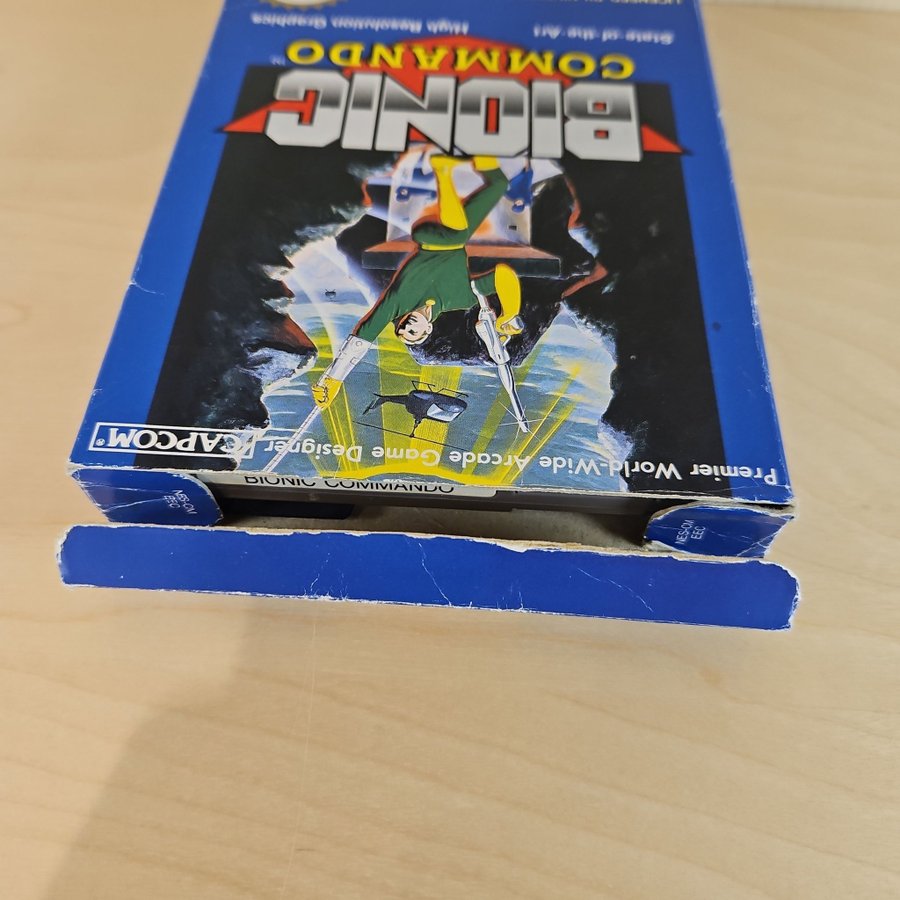 State of the Art
High Resolution Graphics
BIONIC
COMMANDO™
Premier World-Wide Arcade Game Designer
CAPCOM®
BIONIC COMMANDO
NES-CM
EEC
NES-CM
EEC